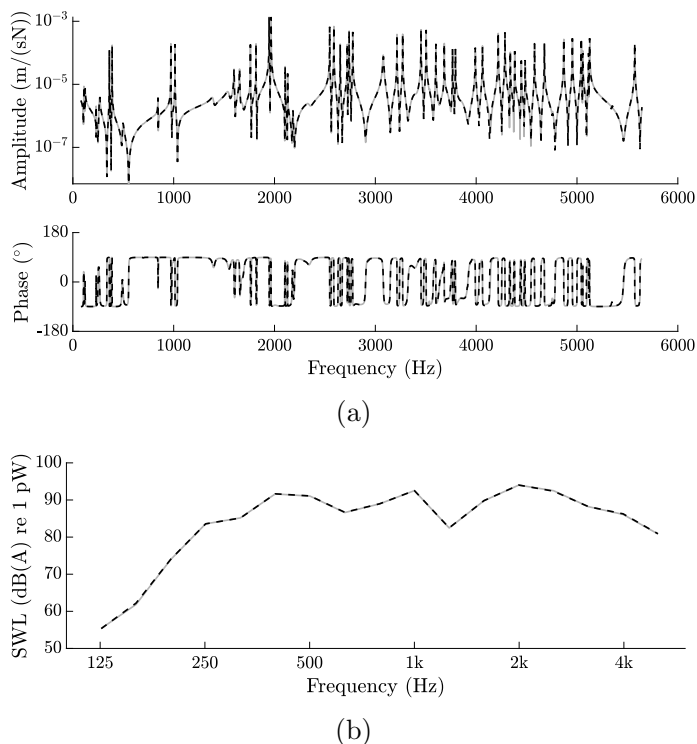 Amplitude (m/(sN))
10−3
10−5
10−7
0 1000 2000 3000 4000 5000 6000
Phase (°)
180
0
-180
0 1000 2000 3000 4000 5000 6000
Frequency (Hz)
(a)
SWL (dB(A) re 1 pW)
100
90
80
70
60
50
125 250 500 1k 2k 4k
Frequency (Hz)
(b)